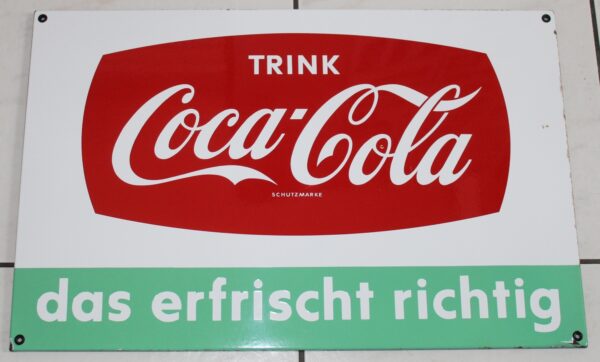 TRINK
Coca-Cola
SCHUTZMARKE
das erfrischt richtig